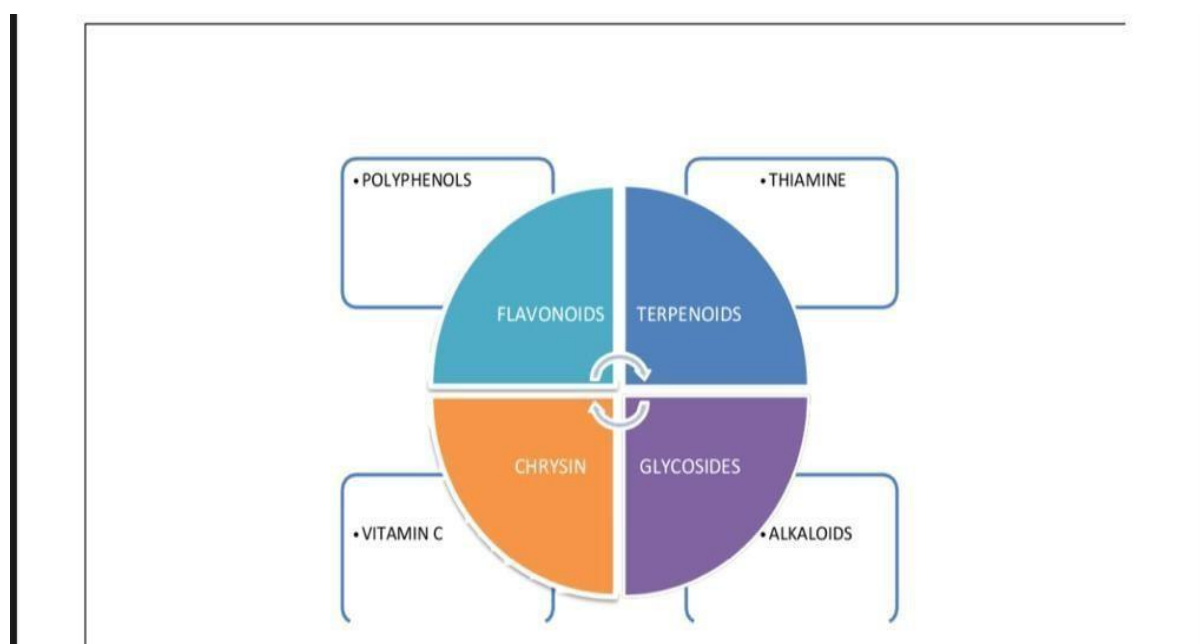 • POLYPHENOLS
• THIAMINE
FLAVONOIDS
TERPENOIDS
CHRYSIN
GLYCOSIDES
• VITAMIN C
• ALKALOIDS